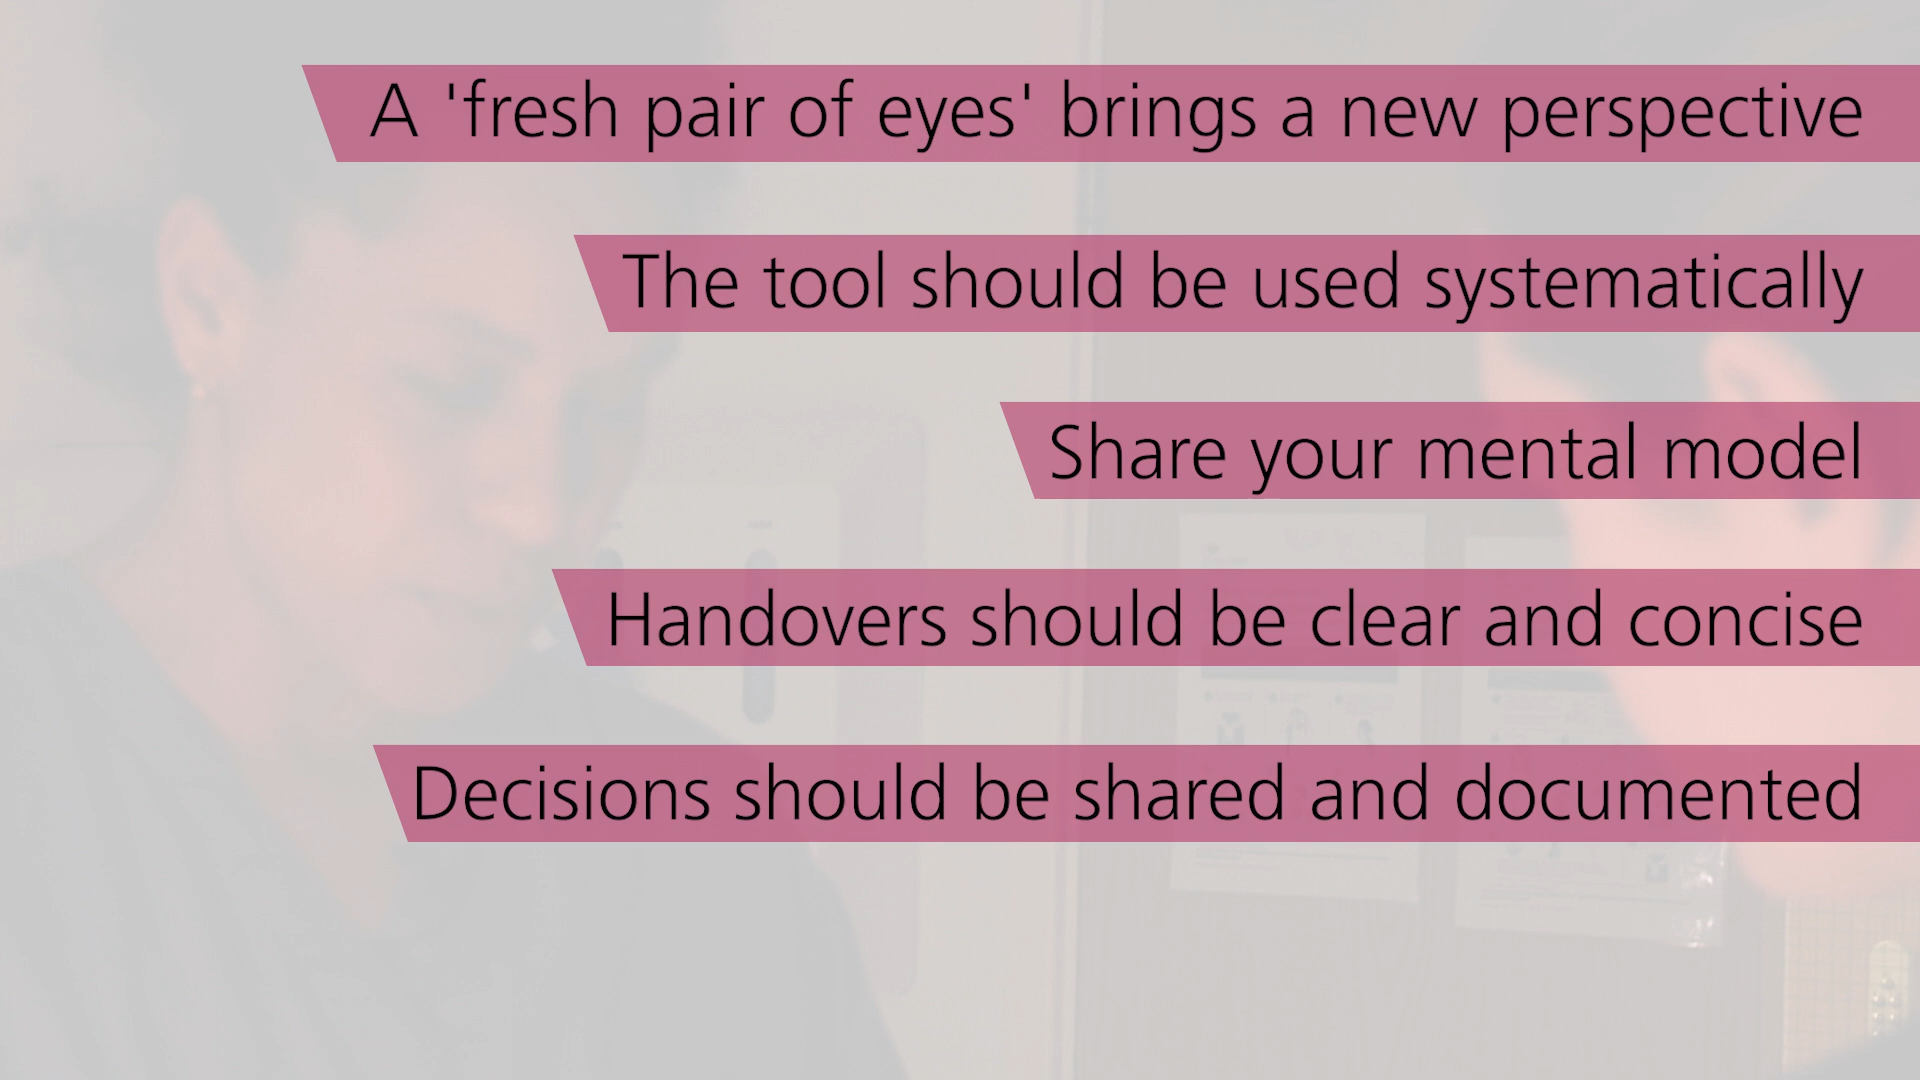 A 'fresh pair of eyes' brings a new perspective
The tool should be used systematically
Share your mental model
Handovers should be clear and concise
Decisions should be shared and documented